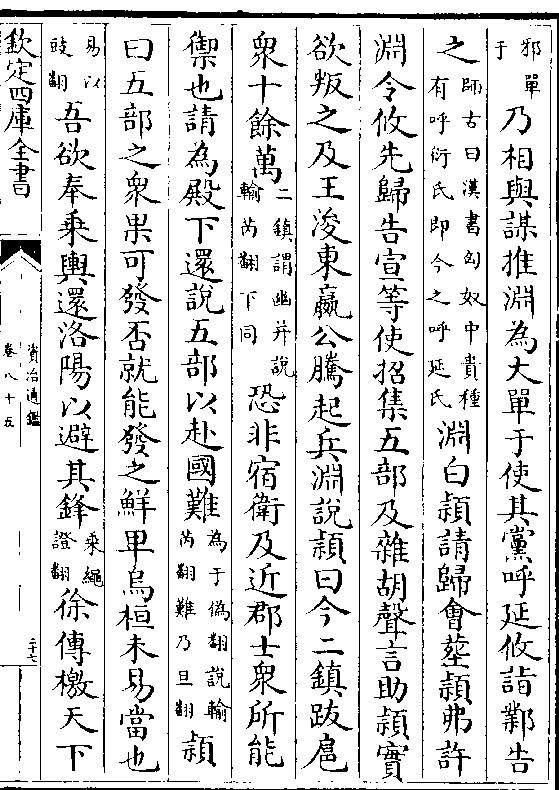 邪單
于
乃相與謀推淵為大單于使其黨呼延攸詣鄴告
之
師古曰漢書匈奴中貴種
有呼衍氏即今之呼延氏
淵白頴請歸會葬頴弗許
淵令攸先歸告宣等使招集五部及雜胡聲言助頴實
欲叛之及王浚東嬴公騰起兵淵說頴曰今二鎮跋扈
衆十餘萬
二鎮謂幽并說
輸芮翻下同
恐非宿衛及近郡士衆所能
禦也請為殿下還說五部以赴國難
為于偽翻說輸
芮翻難乃旦翻
頴
曰五部之衆果可發否就能發之鮮卑烏桓未易當也
易以
豉翻
吾欲奉乘輿還洛陽以避其鋒
乘繩
證翻
徐傳檄天下
欽定四庫全書
資治通鑑
卷八十五
二十七